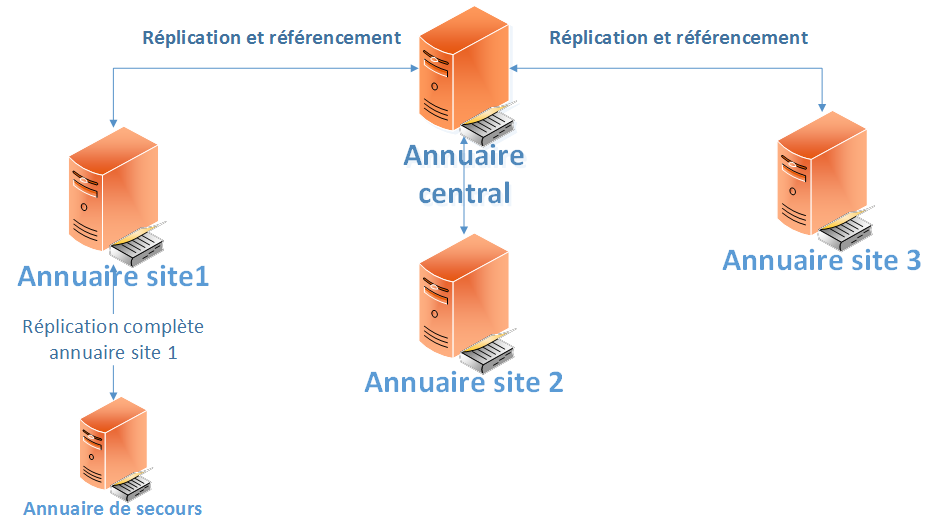 Réplication et référencement
Réplication et référencement
Annuaire
central
Annuaire site1
Annuaire site 3
Réplication complète
annuaire site 1
Annuaire site 2
Annuaire de secours